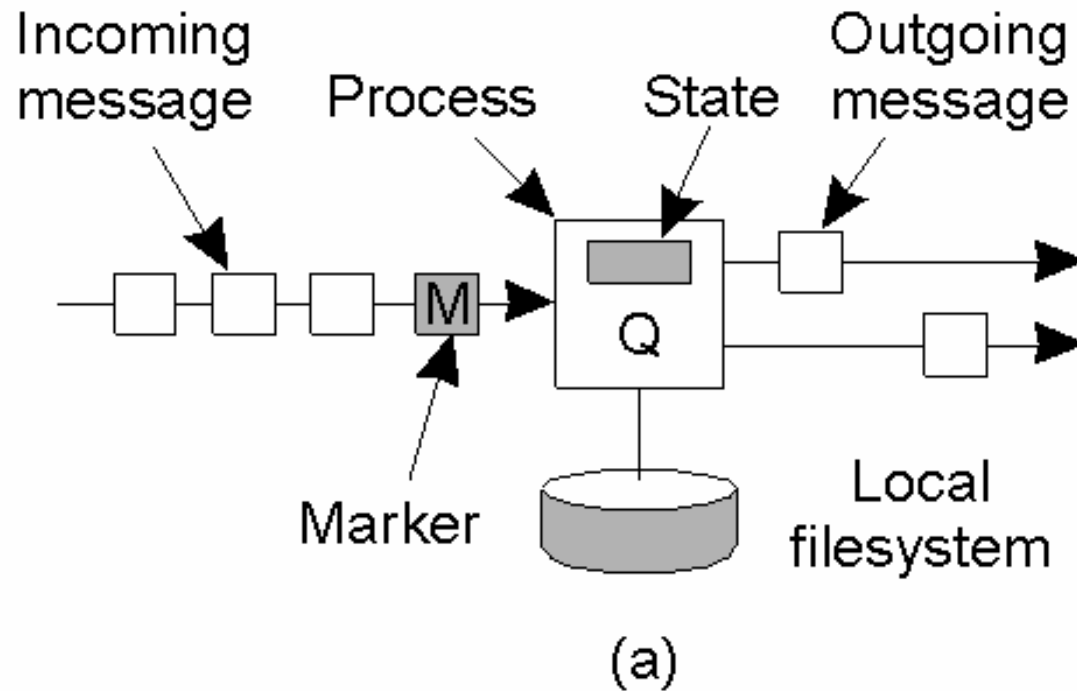 Incoming
message
Process
State
Outgoing
message
M
Q
Marker
Local
filesystem
(a)